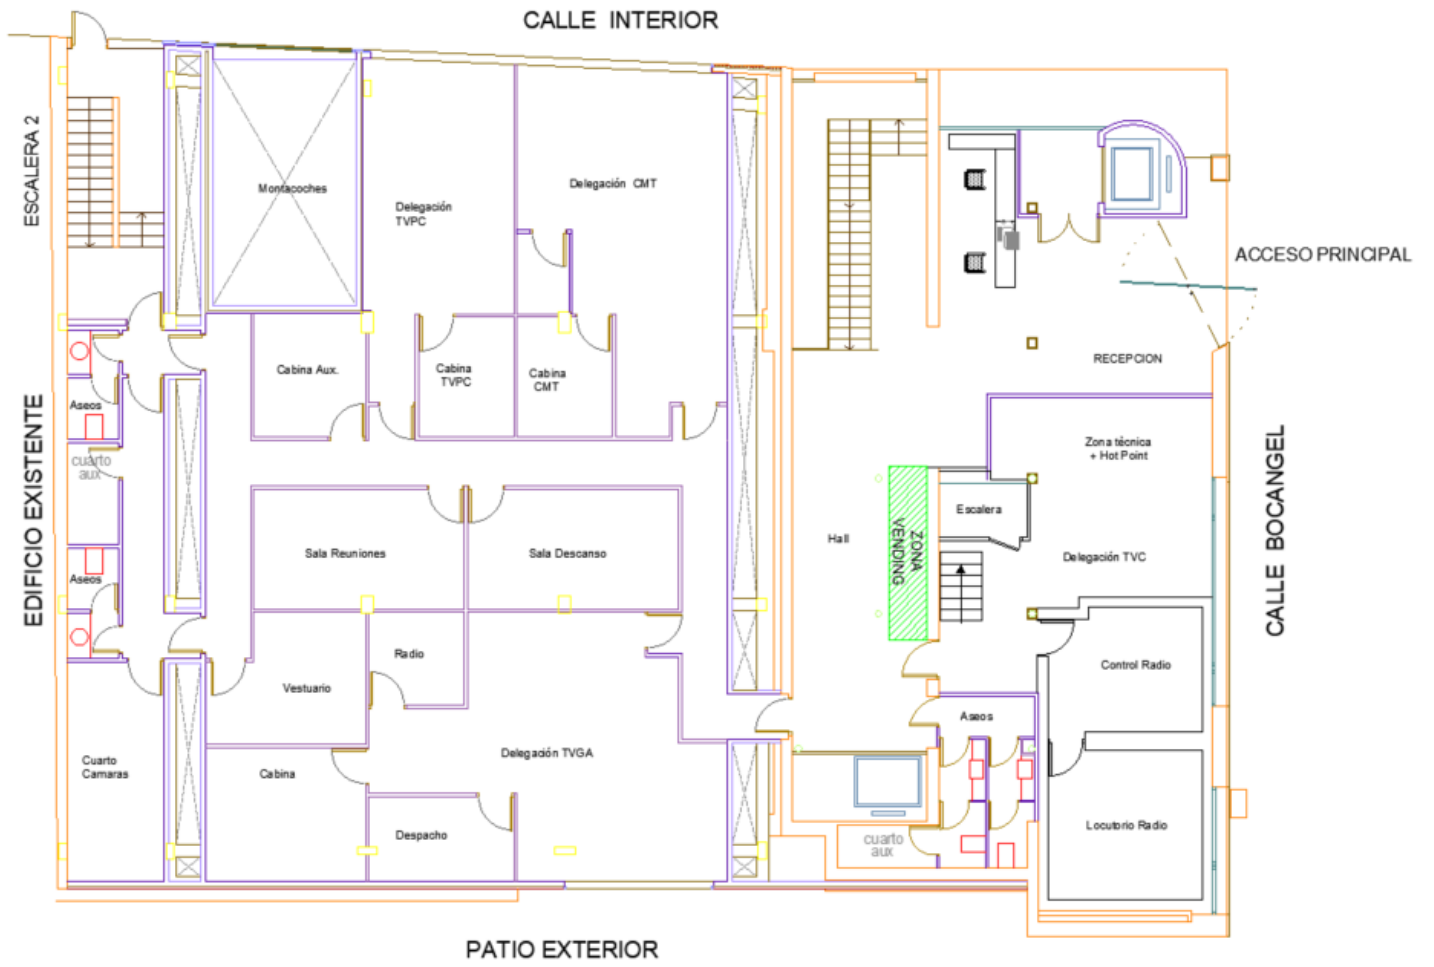 CALLE INTERIOR
ESCALERA 2
Montacoches
Delegación
TVPC
Delegación CMT
ACCESO PRINCIPAL
RECEPCION
Cabina Aux.
Cabina
TVPC
Cabina
CMT
EDIFICIO EXISTENTE
Aseos
cuarto
aux
Zona técnica
+ Hot Point
Escalera
Hall
ZONA
VENDING
Sala Reuniones
Sala Descanso
Delegación TVC
CALLE BOCANGEL
Aseos
Radio
Vestuario
Control Radio
Aseos
Delegación TVGA
Cuarto
Camaras
Cabina
Despacho
cuarto
aux
Locutorio Radio
PATIO EXTERIOR